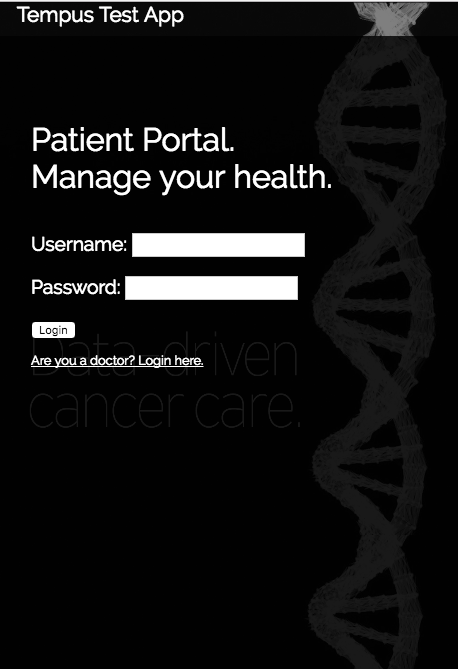 Tempus Test App
Patient Portal.
Manage your health.
Username:
Password:
Login
Are you a doctor? Login here.
Data-driven
cancer care.